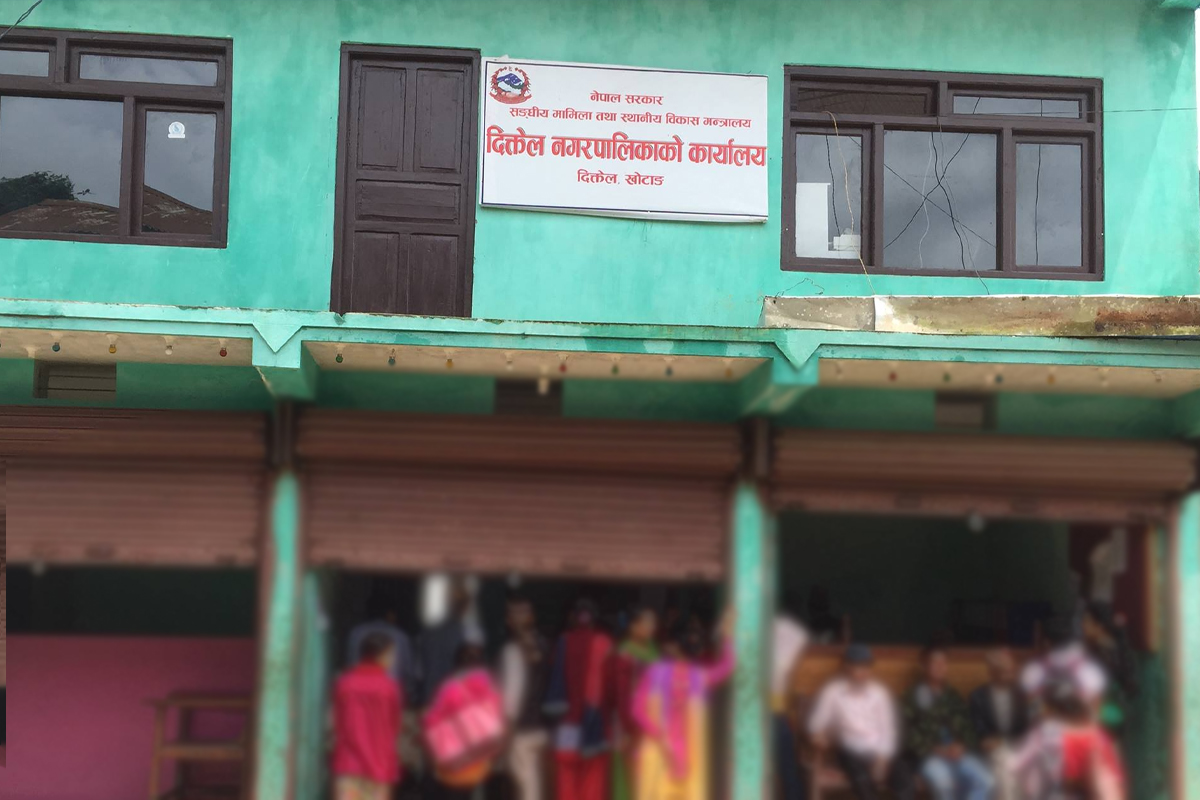 नेपाल सरकार
सङ्घीय मामिला तथा स्थानीय विकास मन्त्रालय
दिक्तेल नगरपालिकाको कार्यालय
दिक्तेल, खोटाङ